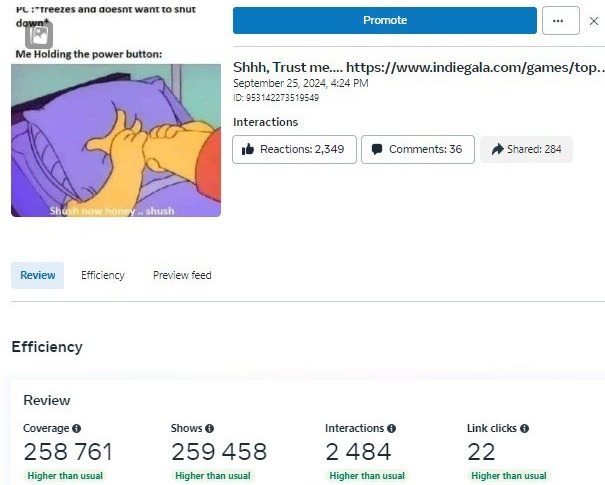 PC :*freezes and doesnt want to shut
down*
Me Holding the power button:
Shush now honey .. shush
Promote
...
Shhh, Trust me.... https://www.indiegala.com/games/top...
September 25, 2024, 4:24 PM
ID: 953142273519549
Interactions
Reactions: 2,349
Comments: 36
Shared: 284
Review
Efficiency
Preview feed
Efficiency
Review
Coverage
Shows
Interactions
Link clicks
258 761
259 458
2 484
22
Higher than usual
Higher than usual
Higher than usual
Higher than usual